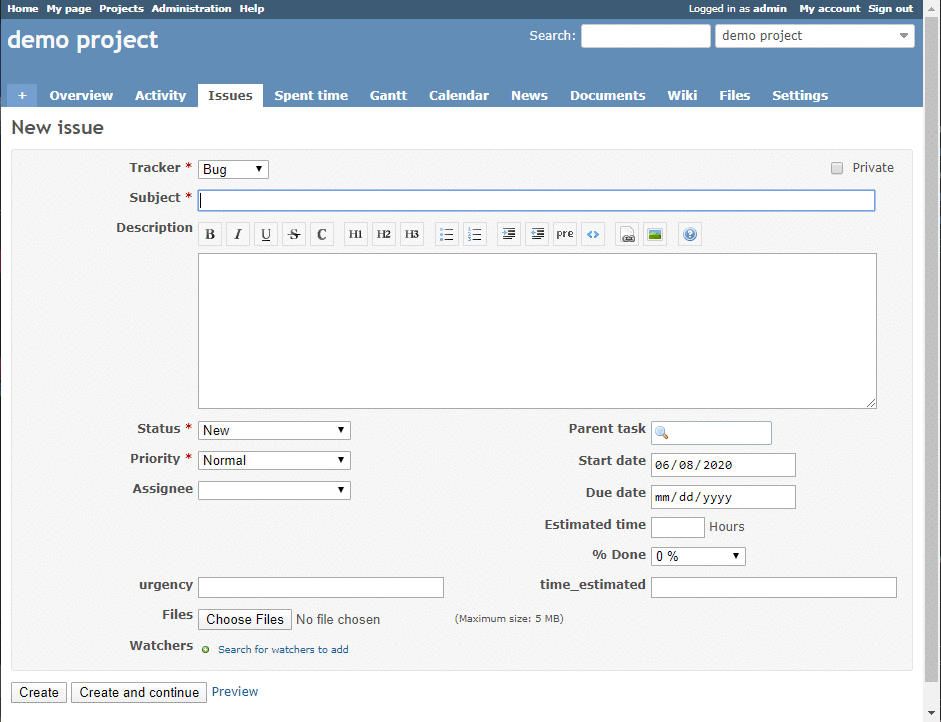 Home My page Projects Administration Help Logged in as admin My account Sign out
demo project Search: demo project
+ Overview Activity Issues Spent time Gantt Calendar News Documents Wiki Files Settings
New issue
Tracker * Bug Private
Subject *
Description B I U S C H1 H2 H3 pre <>
Status * New Parent task
Priority * Normal Start date 06/08/2020
Assignee Due date mm/dd/yyyy
Estimated time Hours
% Done 0 %
urgency time_estimated
Files Choose Files No file chosen (Maximum size: 5 MB)
Watchers Search for watchers to add
Create Create and continue Preview